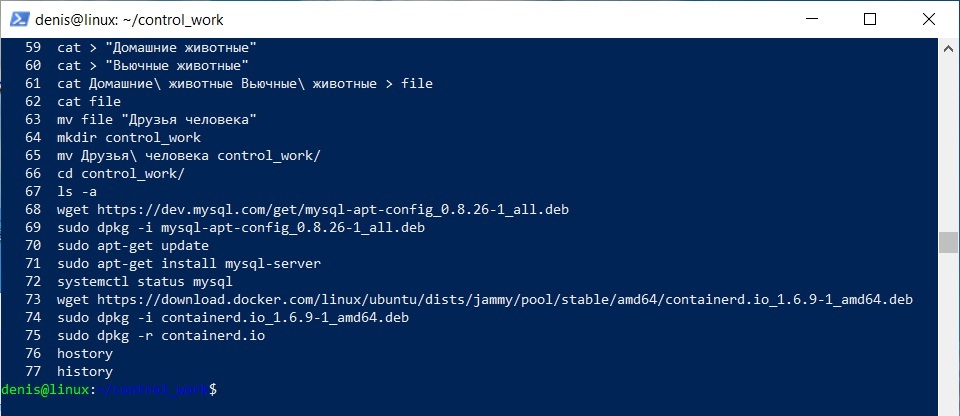 denis@linux: ~/control_work
59 cat > "Домашние животные"
60 cat > "Вьючные животные"
61 cat Домашние\ животные Вьючные\ животные > file
62 cat file
63 mv file "Друзья человека"
64 mkdir control_work
65 mv Друзья\ человека control_work/
66 cd control_work/
67 ls -a
68 wget https://dev.mysql.com/get/mysql-apt-config_0.8.26-1_all.deb
69 sudo dpkg -i mysql-apt-config_0.8.26-1_all.deb
70 sudo apt-get update
71 sudo apt-get install mysql-server
72 systemctl status mysql
73 wget https://download.docker.com/linux/ubuntu/dists/jammy/pool/stable/amd64/containerd.io_1.6.9-1_amd64.deb
74 sudo dpkg -i containerd.io_1.6.9-1_amd64.deb
75 sudo dpkg -r containerd.io
76 hostory
77 history
denis@linux:~/control_work$